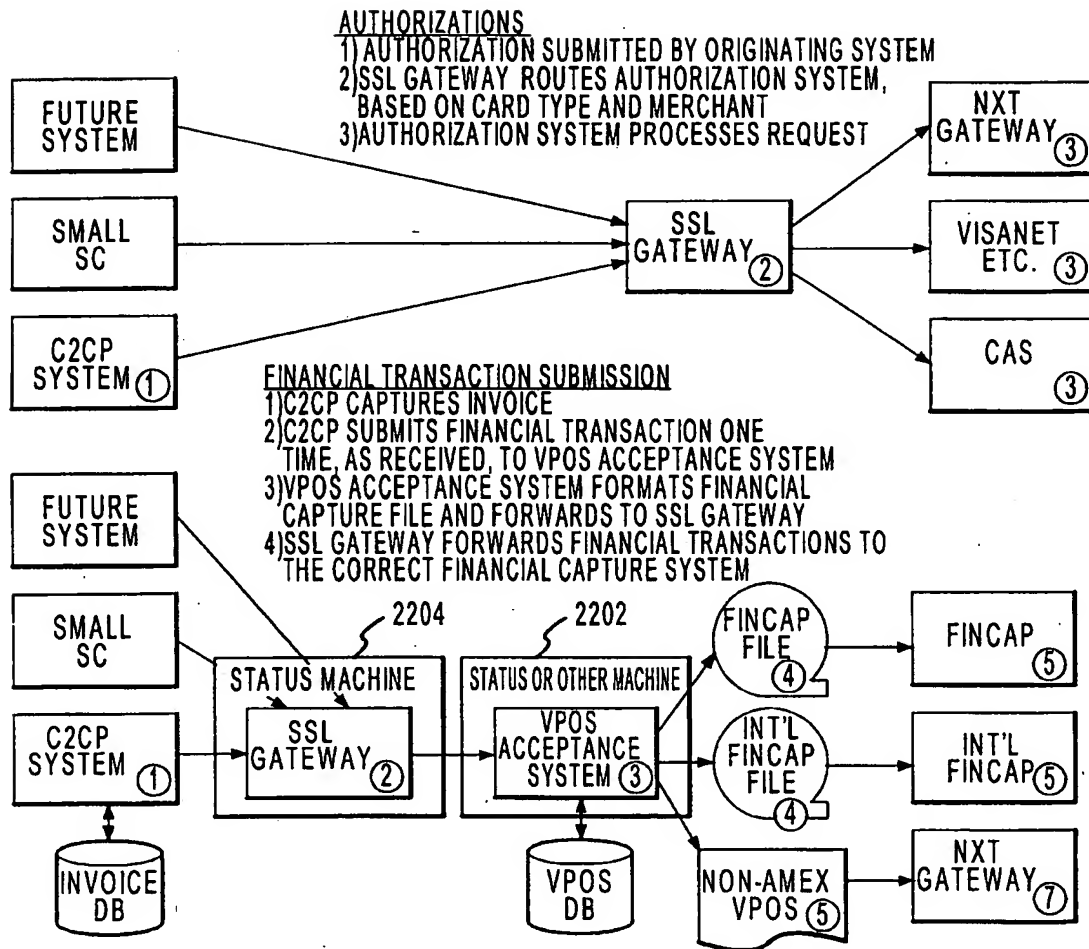 AUTHORIZATIONS
1) AUTHORIZATION SUBMITTED BY ORIGINATING SYSTEM
2) SSL GATEWAY ROUTES AUTHORIZATION SYSTEM,
BASED ON CARD TYPE AND MERCHANT
3) AUTHORIZATION SYSTEM PROCESSES REQUEST
FUTURE
SYSTEM
SMALL
SC
C2CP
SYSTEM 1
SSL
GATEWAY 2
NXT
GATEWAY 3
VISANET
ETC. 3
CAS
3
FINANCIAL TRANSACTION SUBMISSION
1) C2CP CAPTURES INVOICE
2) C2CP SUBMITS FINANCIAL TRANSACTION ONE
TIME, AS RECEIVED, TO VPOS ACCEPTANCE SYSTEM
3) VPOS ACCEPTANCE SYSTEM FORMATS FINANCIAL
CAPTURE FILE AND FORWARDS TO SSL GATEWAY
4) SSL GATEWAY FORWARDS FINANCIAL TRANSACTIONS TO
THE CORRECT FINANCIAL CAPTURE SYSTEM
FUTURE
SYSTEM
SMALL
SC
C2CP
SYSTEM 1
INVOICE
DB
2204
STATUS MACHINE
SSL
GATEWAY 2
2202
STATUS OR OTHER MACHINE
VPOS
ACCEPTANCE
SYSTEM 3
VPOS
DB
FINCAP
FILE
4
INT'L
FINCAP
FILE
4
NON-AMEX
VPOS 5
FINCAP
5
INT'L
FINCAP 5
NXT
GATEWAY 7